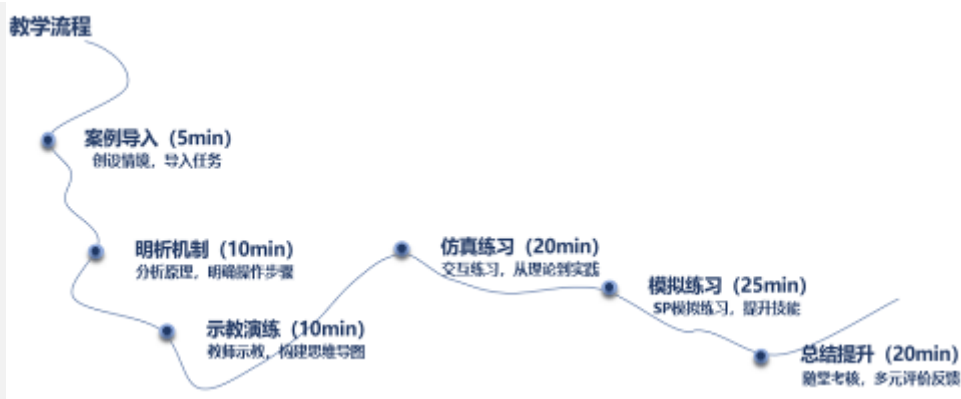 教学流程
案例导入（5min）
创设情境，导入任务
明析机制（10min）
分析原理，明确操作步骤
示教演练（10min）
教师示教，构建思维导图
仿真练习（20min）
交互练习，从理论到实践
模拟练习（25min）
SP模拟练习，提升技能
总结提升（20min）
随堂考核，多元评价反馈